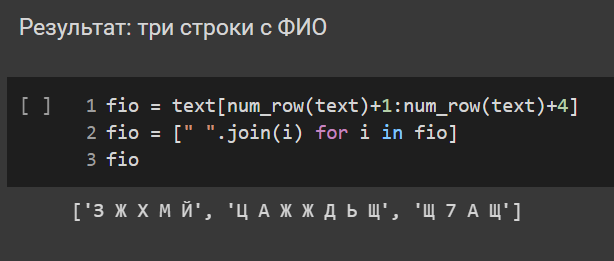 Результат: три строки с ФИО
[ ] 1 fio = text[num_row(text)+1:num_row(text)+4]
2 fio = [" ".join(i) for i in fio]
3 fio
['З Ж Х М Й', 'Ц А Ж Ж Д Ь Щ', 'Щ 7 А Щ']